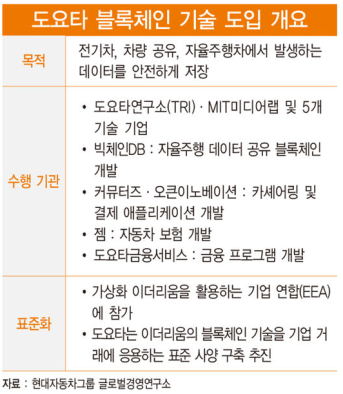 도요타 블록체인 기술 도입 개요
목적
전기차, 차량 공유, 자율주행차에서 발생하는
데이터를 안전하게 저장
수행 기관
• 도요타연구소(TRI)·MIT미디어랩 및 5개
기술 기업
• 빅체인DB : 자율주행 데이터 공유 블록체인
개발
• 커뮤터즈·오큰이노베이션 : 카셰어링 및
결제 애플리케이션 개발
• 젬 : 자동차 보험 개발
• 도요타금융서비스 : 금융 프로그램 개발
표준화
• 가상화 이더리움을 활용하는 기업 연합(EEA)
에 참가
• 도요타는 이더리움의 블록체인 기술을 기업 거
래에 응용하는 표준 사양 구축 추진
자료 : 현대자동차그룹 글로벌경영연구소